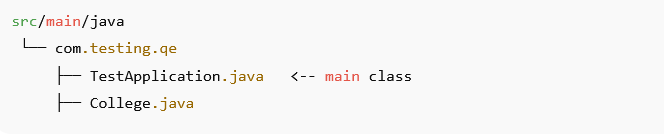 src/main/java
└── com.testing.qe
├── TestApplication.java <-- main class
├── College.java